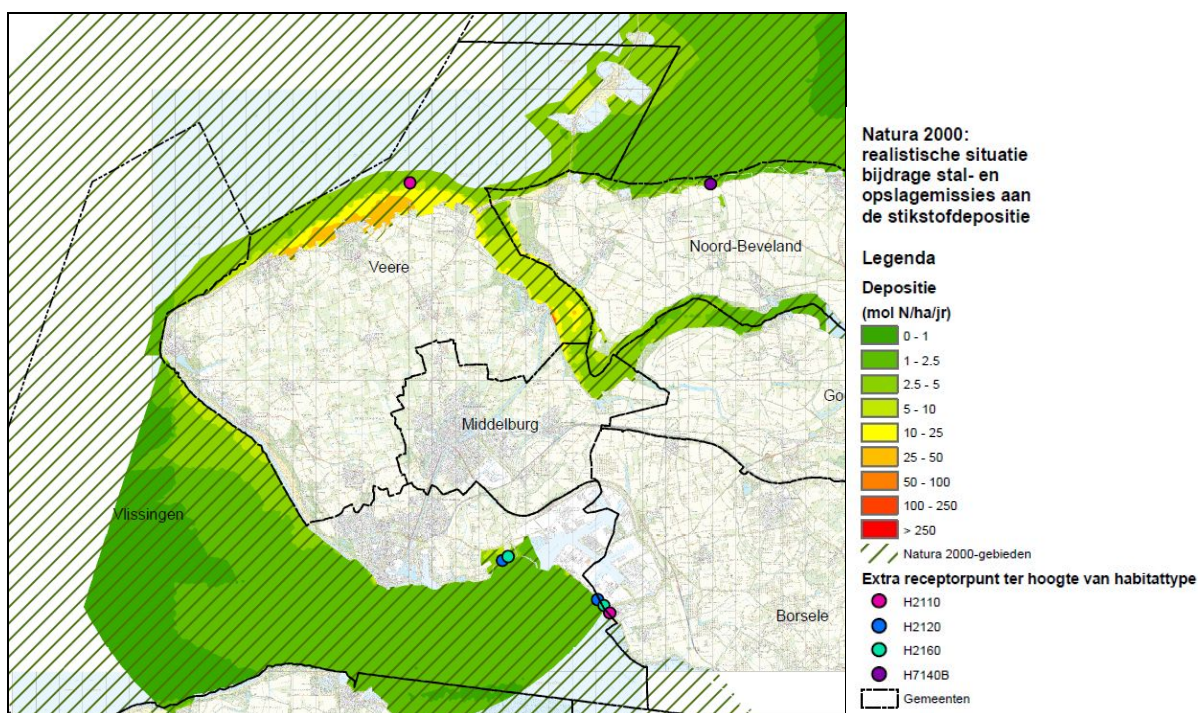 Noord-Beveland
Veere
Middelburg
Goe
Vlissingen
Borsele
Natura 2000:
realistische situatie
bijdrage stal- en
opslagemissies aan
de stikstofdepositie
Legenda
Depositie
(mol N/ha/jr)
0 - 1
1 - 2.5
2.5 - 5
5 - 10
10 - 25
25 - 50
50 - 100
100 - 250
> 250
Natura 2000-gebieden
Extra receptorpunt ter hoogte van habitattype
H2110
H2120
H2160
H7140B
Gemeenten